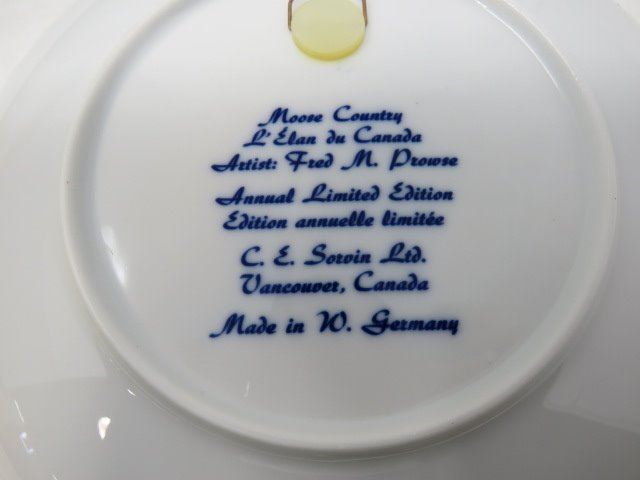 Moose Country
L'Élan du Canada
Artist: Fred M. Prowse
Annual Limited Edition
Edition annuelle limitée
C. E. Sorvin Ltd.
Vancouver, Canada
Made in W. Germany